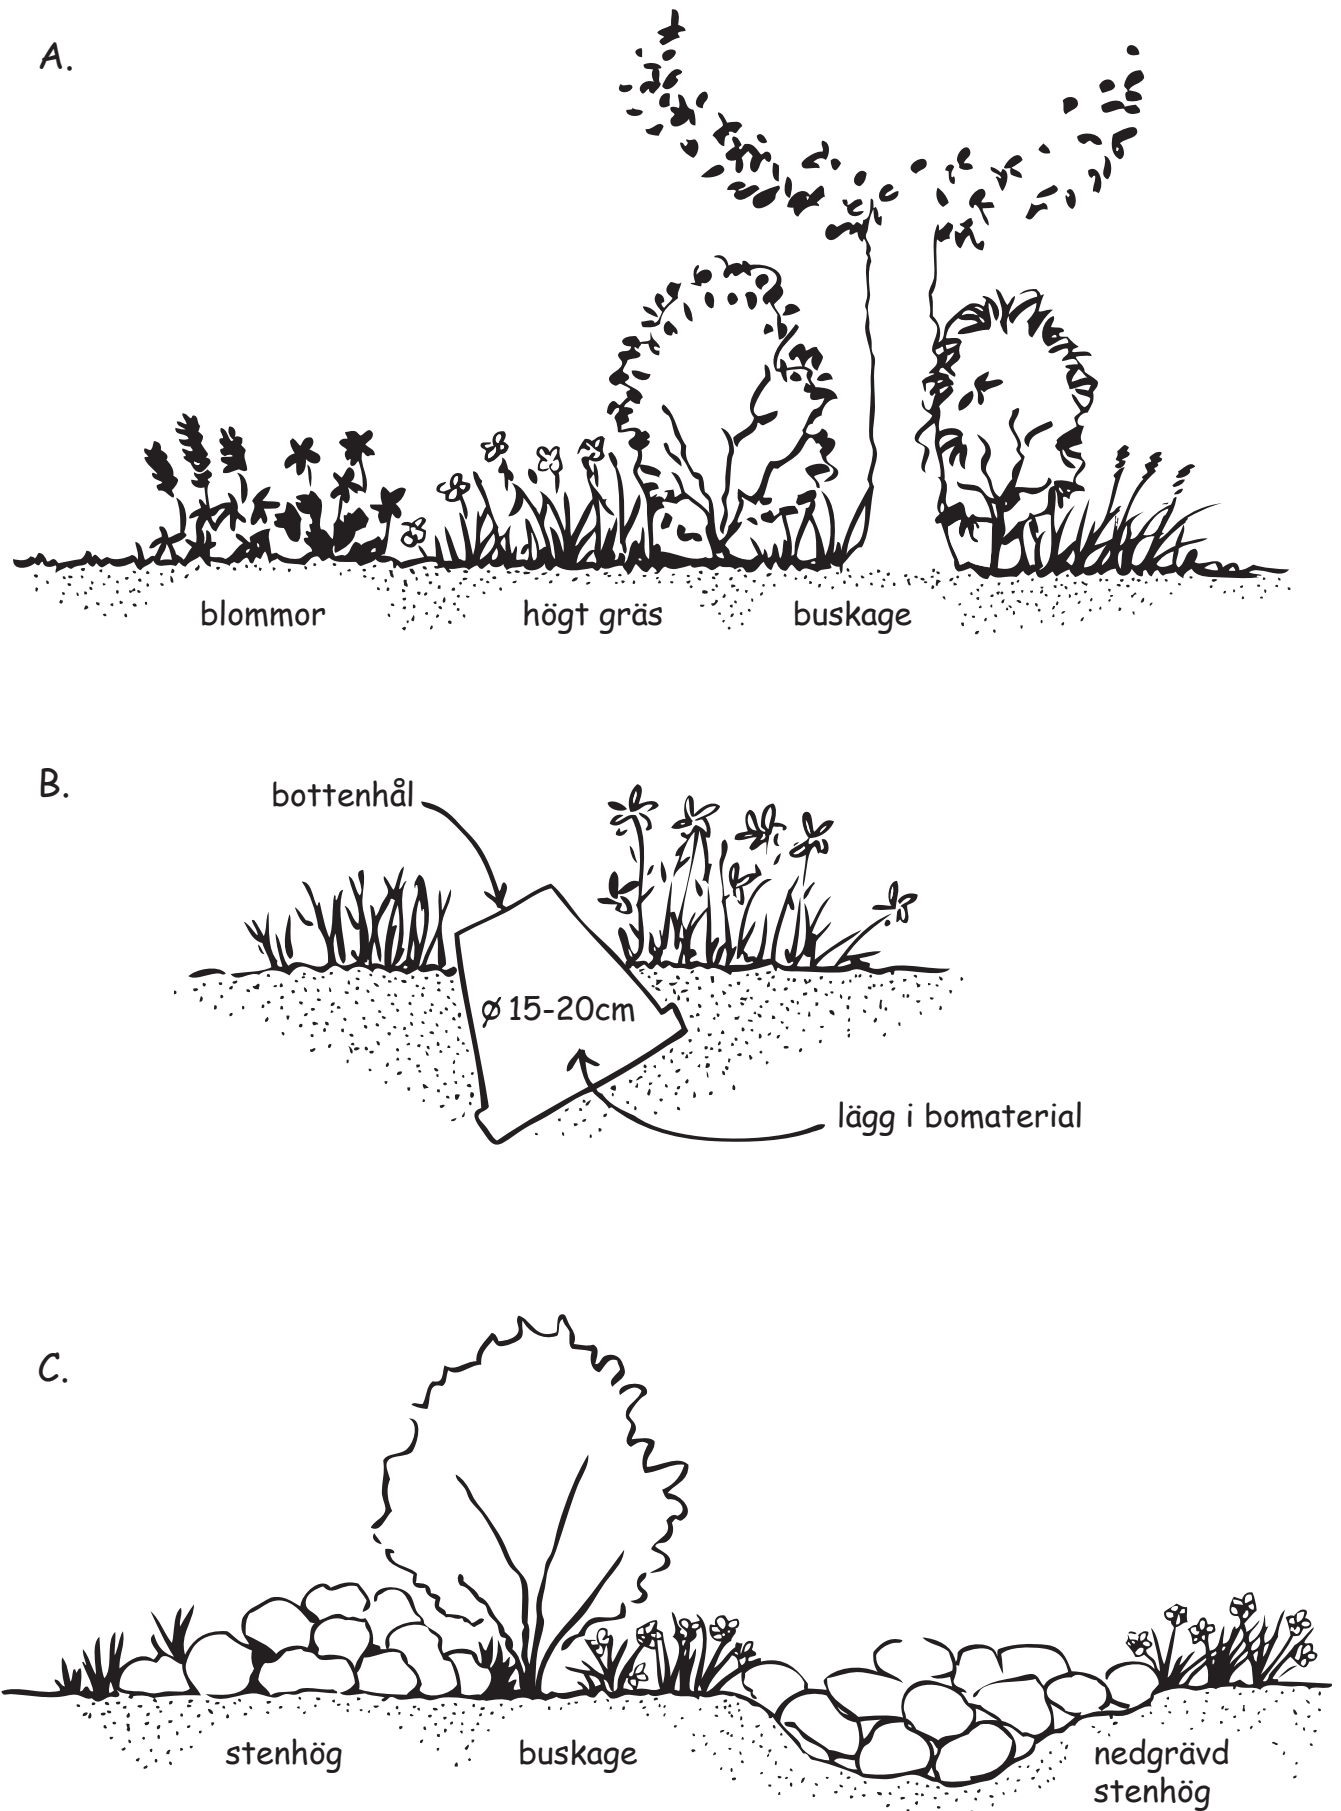 A.
blommor
högt gräs
buskage
B.
bottenhål
ø 15-20cm
lägg i bomaterial
C.
stenhög
buskage
nedgrävd
stenhög